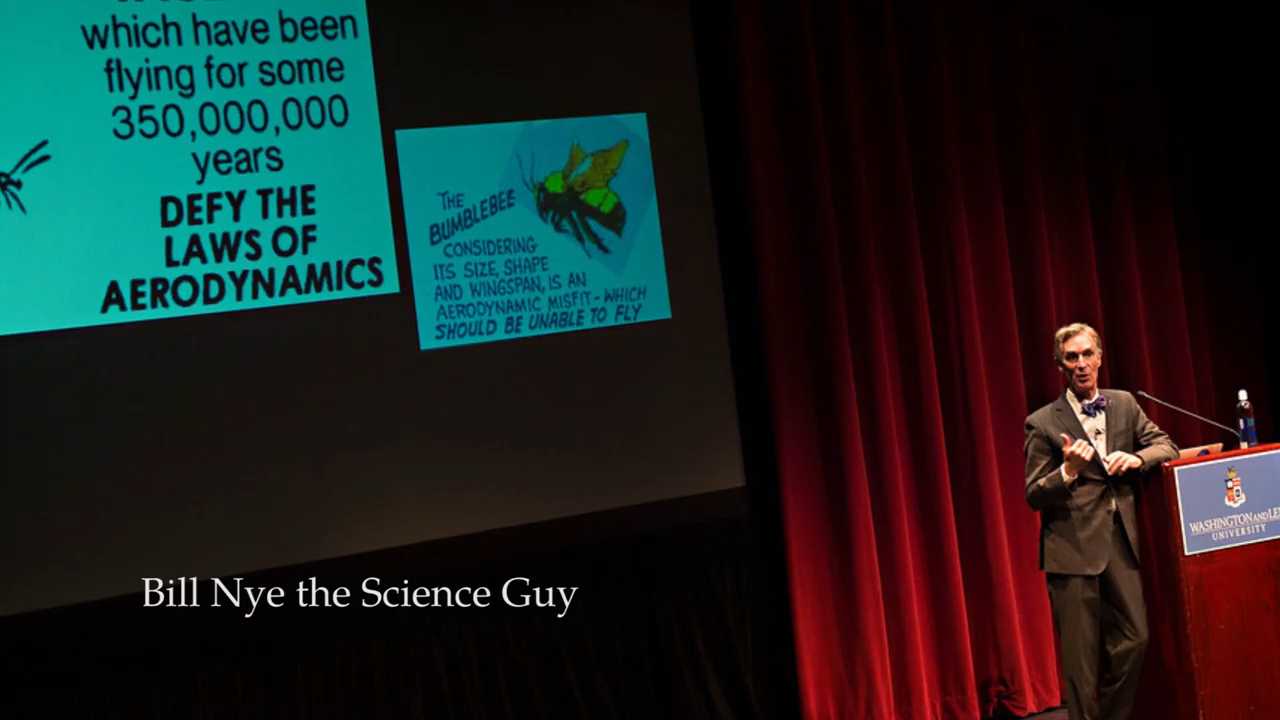 which have been
flying for some
350,000,000
years
DEFY THE
LAWS OF
AERODYNAMICS
THE
BUMBLEBEE
CONSIDERING
ITS SIZE, SHAPE
AND WINGSPAN, IS AN
AERODYNAMIC MISFIT-WHICH
SHOULD BE UNABLE TO FLY
Bill Nye the Science Guy
WASHINGTON AND LE
UNIVERSITY